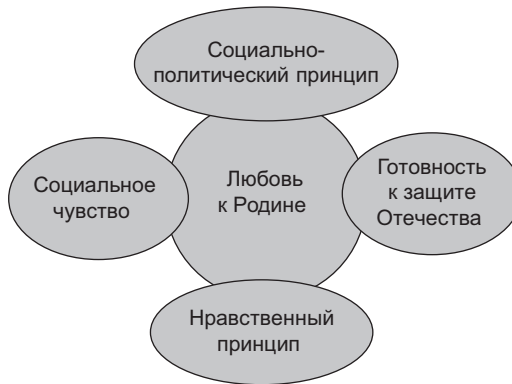 Социально-
политический принцип
Социальное
чувство
Любовь
к Родине
Готовность
к защите
Отечества
Нравственный
принцип